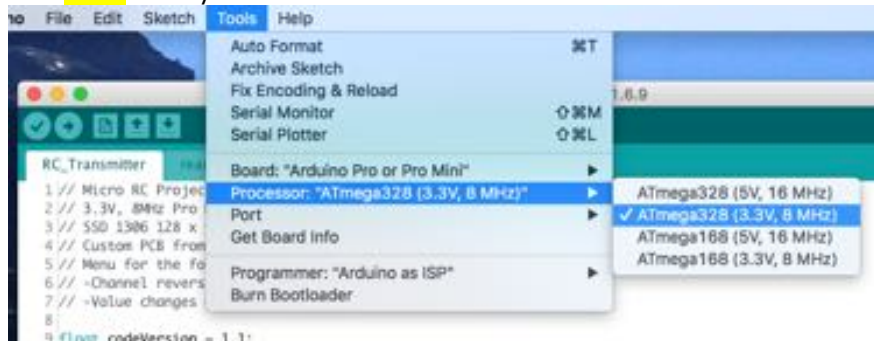 File Edit Sketch Tools Help
Auto Format ⌘T
Archive Sketch
Fix Encoding & Reload
Serial Monitor ⇧⌘M
Serial Plotter ⇧⌘L
1.6.9
Board: "Arduino Pro or Pro Mini"
Processor: "ATmega328 (3.3V, 8 MHz)"
Port
Get Board Info
Programmer: "Arduino as ISP"
Burn Bootloader
ATmega328 (5V, 16 MHz)
✓ ATmega328 (3.3V, 8 MHz)
ATmega168 (5V, 16 MHz)
ATmega168 (3.3V, 8 MHz)
RC_Transmitter
1 // Micro RC Projec
2 // 3.3V, 8MHz Pro
3 // SSD 1306 128 x
4 // Custom PCB from
5 // Menu for the fo
6 // -Channel revers
7 // -Value changes
8
9 float codeVersion = 1.1;